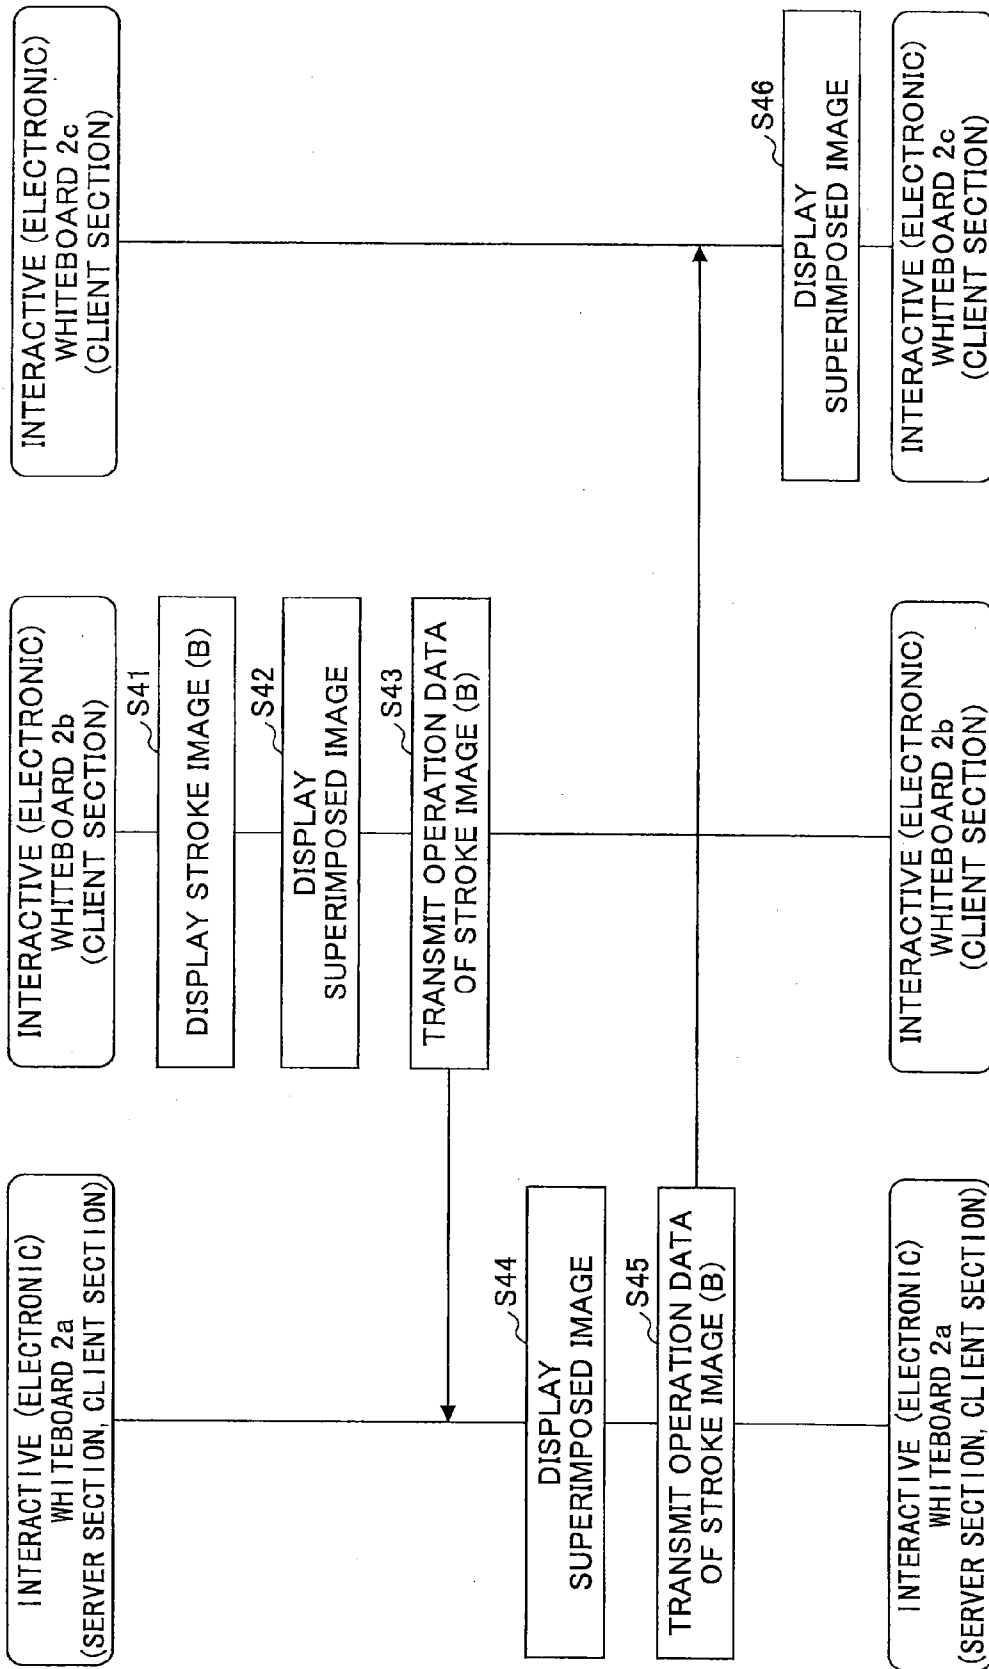 INTERACTIVE (ELECTRONIC)
WHITEBOARD 2a
(SERVER SECTION, CLIENT SECTION)
INTERACTIVE (ELECTRONIC)
WHITEBOARD 2b
(CLIENT SECTION)
INTERACTIVE (ELECTRONIC)
WHITEBOARD 2c
(CLIENT SECTION)
S41
DISPLAY STROKE IMAGE (B)
S42
DISPLAY
SUPERIMPOSED IMAGE
S43
TRANSMIT OPERATION DATA
OF STROKE IMAGE (B)
S44
DISPLAY
SUPERIMPOSED IMAGE
S45
TRANSMIT OPERATION DATA
OF STROKE IMAGE (B)
S46
DISPLAY
SUPERIMPOSED IMAGE
INTERACTIVE (ELECTRONIC)
WHITEBOARD 2a
(SERVER SECTION, CLIENT SECTION)
INTERACTIVE (ELECTRONIC)
WHITEBOARD 2b
(CLIENT SECTION)
INTERACTIVE (ELECTRONIC)
WHITEBOARD 2c
(CLIENT SECTION)